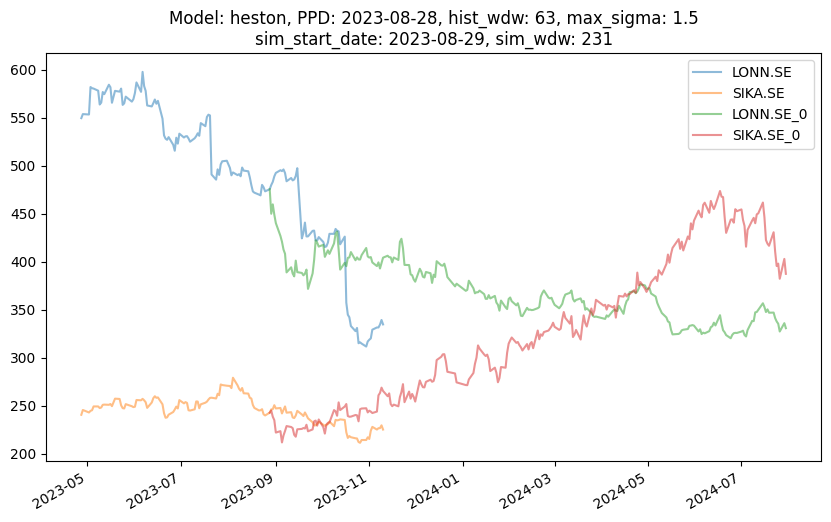 Model: heston, PPD: 2023-08-28, hist_wdw: 63, max_sigma: 1.5
sim_start_date: 2023-08-29, sim_wdw: 231
LONN.SE
SIKA.SE
LONN.SE_0
SIKA.SE_0
600
550
500
450
400
350
300
250
200
2023-05
2023-07
2023-09
2023-11
2024-01
2024-03
2024-05
2024-07